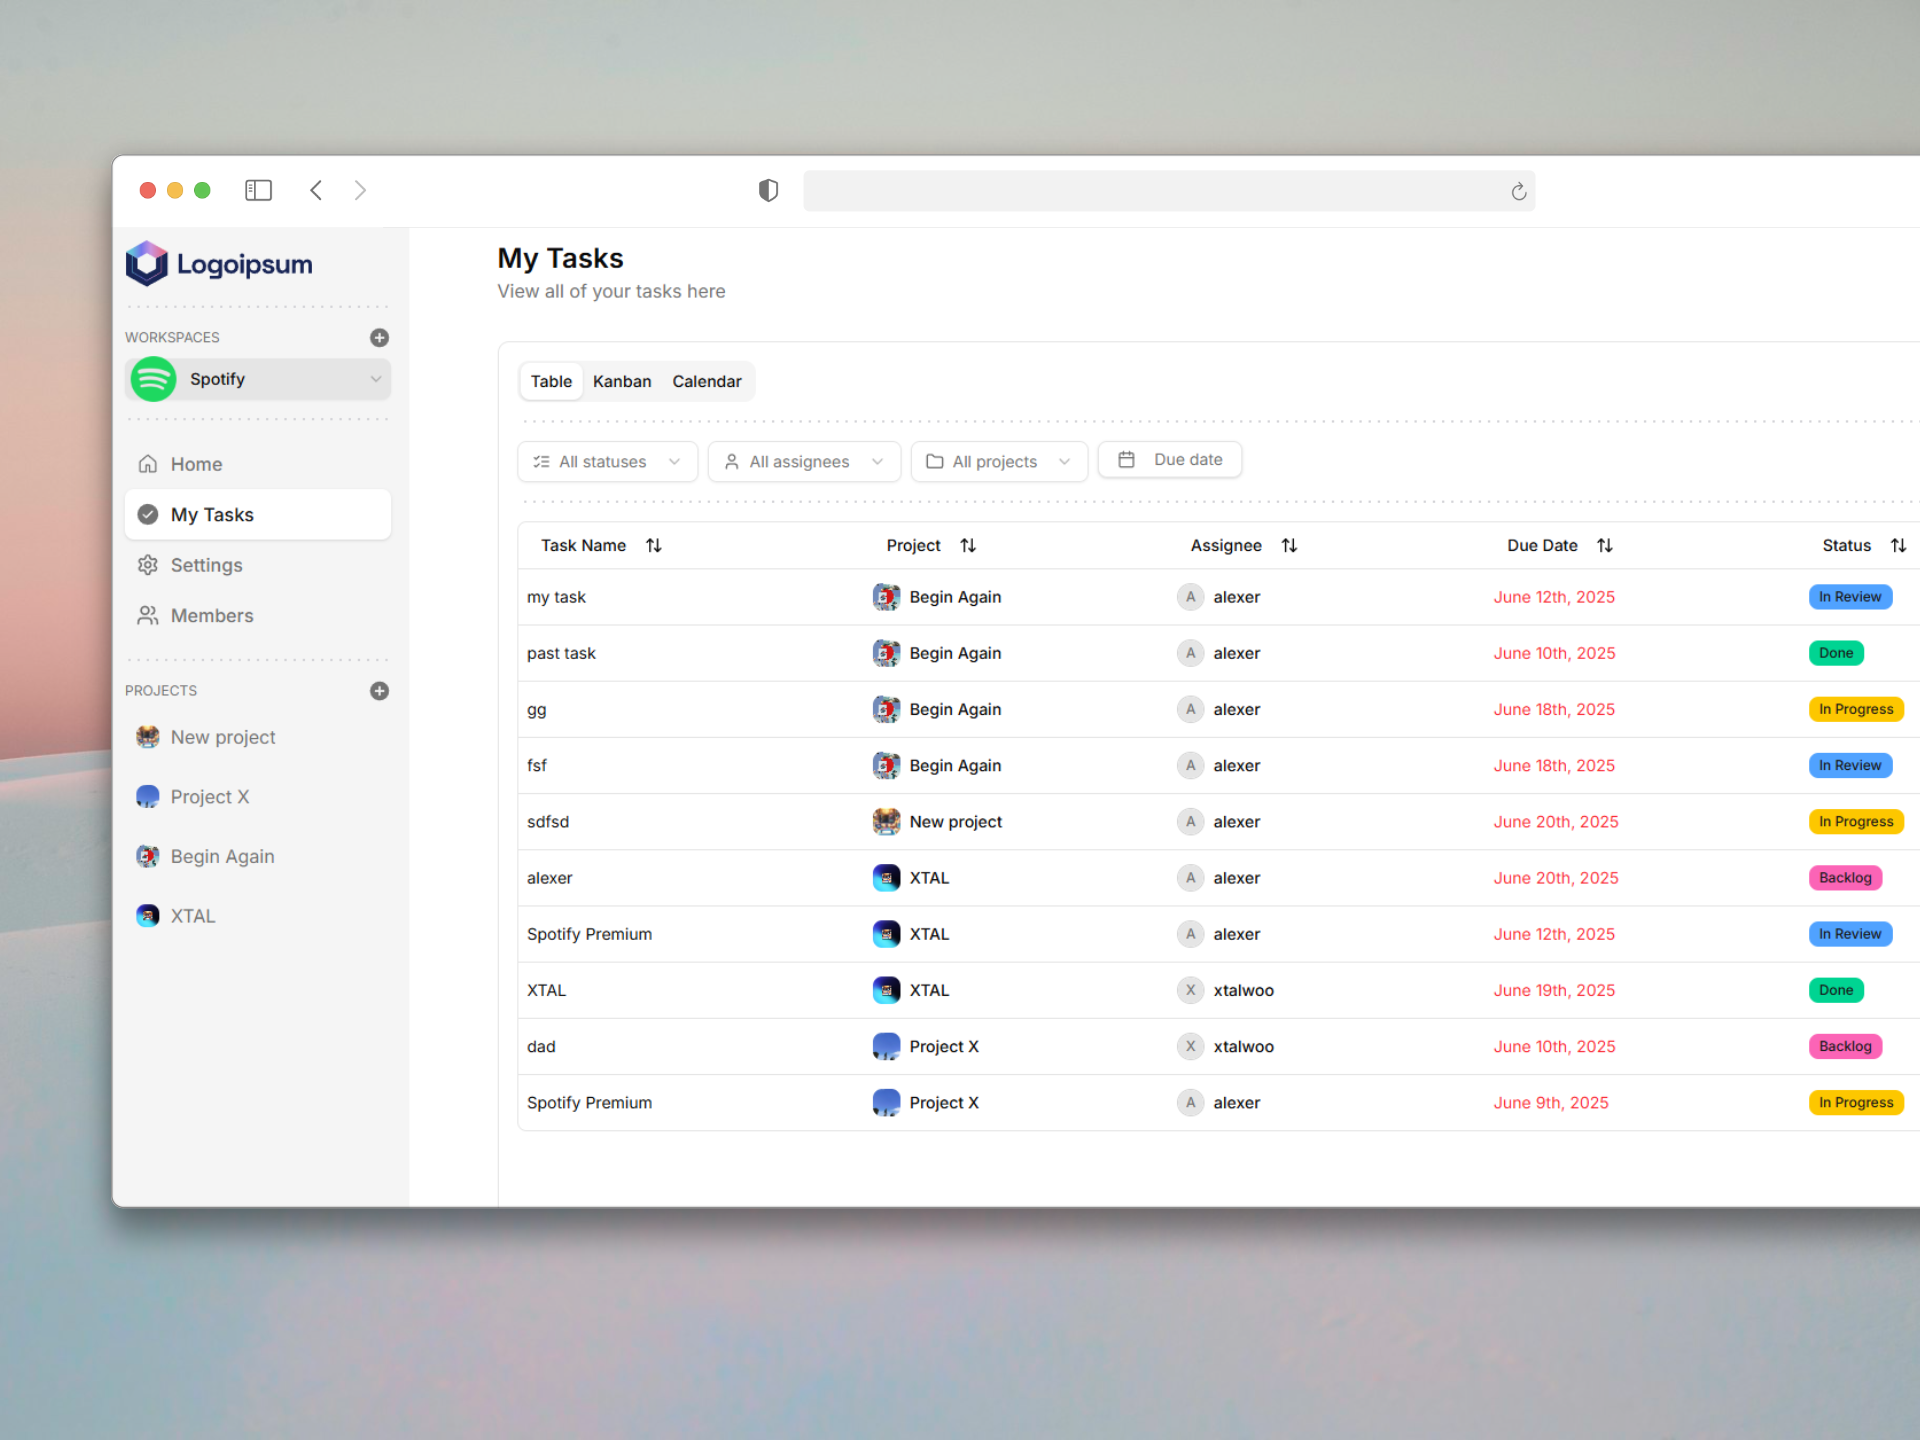 Logoipsum
WORKSPACES
Spotify
Home
My Tasks
Settings
Members
PROJECTS
New project
Project X
Begin Again
XTAL
My Tasks
View all of your tasks here
Table Kanban Calendar
All statuses All assignees All projects Due date
Task Name Project Assignee Due Date Status
my task Begin Again A alexer June 12th, 2025 In Review
past task Begin Again A alexer June 10th, 2025 Done
gg Begin Again A alexer June 18th, 2025 In Progress
fsf Begin Again A alexer June 18th, 2025 In Review
sdfsd New project A alexer June 20th, 2025 In Progress
alexer XTAL A alexer June 20th, 2025 Backlog
Spotify Premium XTAL A alexer June 12th, 2025 In Review
XTAL XTAL X xtalwoo June 19th, 2025 Done
dad Project X X xtalwoo June 10th, 2025 Backlog
Spotify Premium Project X A alexer June 9th, 2025 In Progress